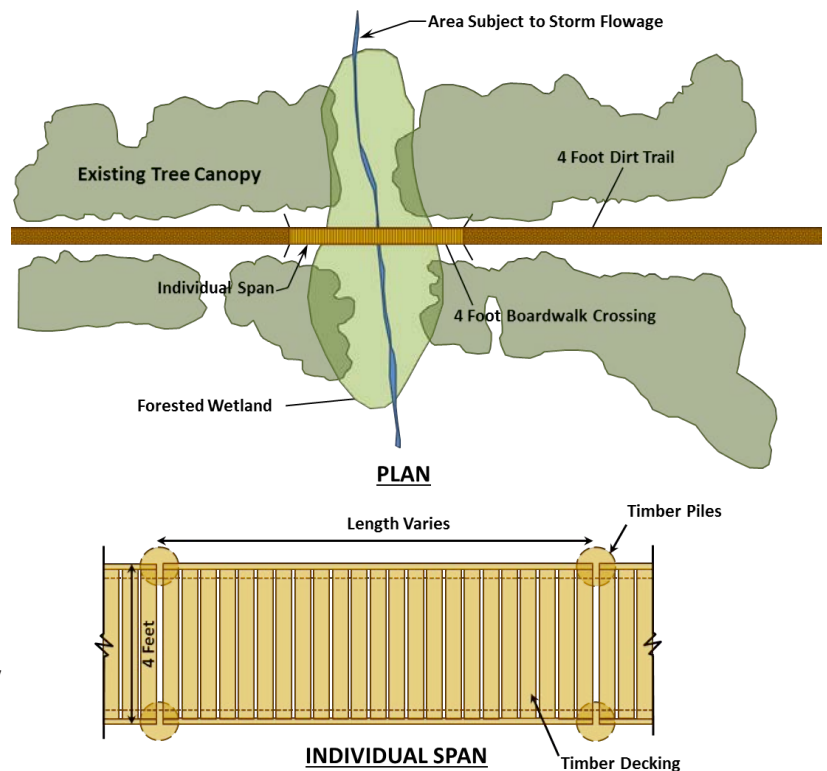 Area Subject to Storm Flowage
4 Foot Dirt Trail
Existing Tree Canopy
Individual Span
4 Foot Boardwalk Crossing
Forested Wetland
PLAN
Timber Piles
Length Varies
4 Feet
INDIVIDUAL SPAN
Timber Decking